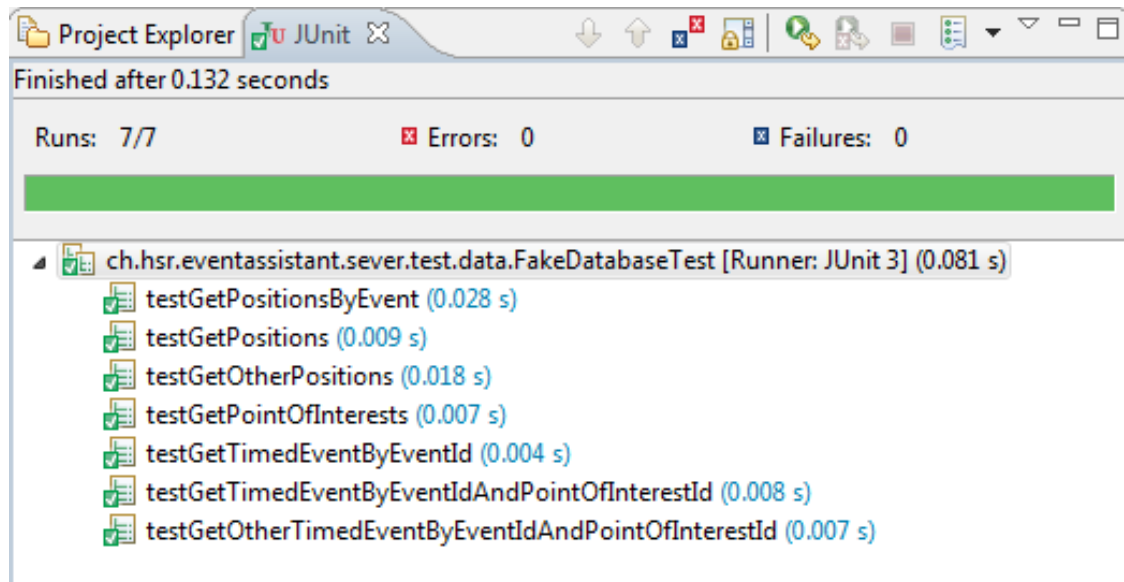 Project Explorer JU JUnit
Finished after 0.132 seconds
Runs: 7/7 Errors: 0 Failures: 0
ch.hsr.eventassistant.sever.test.data.FakeDatabaseTest [Runner: JUnit 3] (0.081 s)
testGetPositionsByEvent (0.028 s)
testGetPositions (0.009 s)
testGetOtherPositions (0.018 s)
testGetPointOfInterests (0.007 s)
testGetTimedEventByEventId (0.004 s)
testGetTimedEventByEventIdAndPointOfInterestId (0.008 s)
testGetOtherTimedEventByEventIdAndPointOfInterestId (0.007 s)